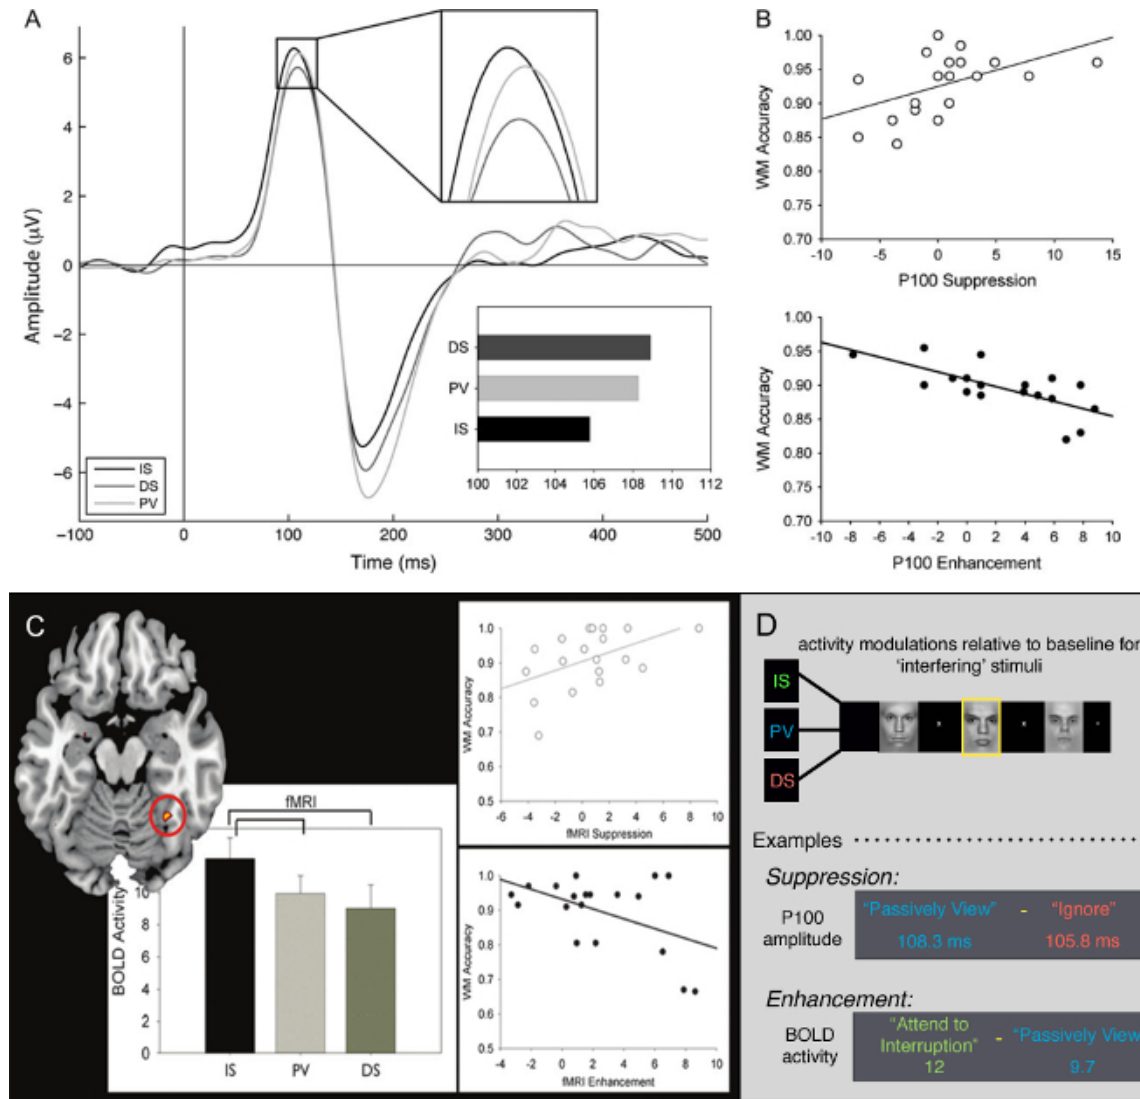 A
Amplitude (μV)
6
4
2
0
−2
−4
−6
−100
0
100
200
300
400
500
Time (ms)
IS
DS
PV
DS
PV
IS
100 102 104 106 108 110 112
B
WM Accuracy
1.00
0.95
0.90
0.85
0.80
0.75
0.70
-10 -5 0 5 10 15
P100 Suppression
WM Accuracy
1.00
0.95
0.90
0.85
0.80
0.75
0.70
-10 -8 -6 -4 -2 0 2 4 6 8 10
P100 Enhancement
C
fMRI
BOLD Activity
10
8
6
4
2
0
IS PV DS
WM Accuracy
1.0
0.9
0.8
0.7
0.6
0.5
-6 -4 -2 0 2 4 6 8 10
fMRI Suppression
WM Accuracy
1.0
0.9
0.8
0.7
0.6
0.5
-4 -2 0 2 4 6 8 10
fMRI Enhancement
D
activity modulations relative to baseline for
'interfering' stimuli
IS
PV
DS
Examples
Suppression:
P100
amplitude
"Passively View" - "Ignore"
108.3 ms 105.8 ms
Enhancement:
BOLD
activity
"Attend to
Interruption" - "Passively View
12 9.7